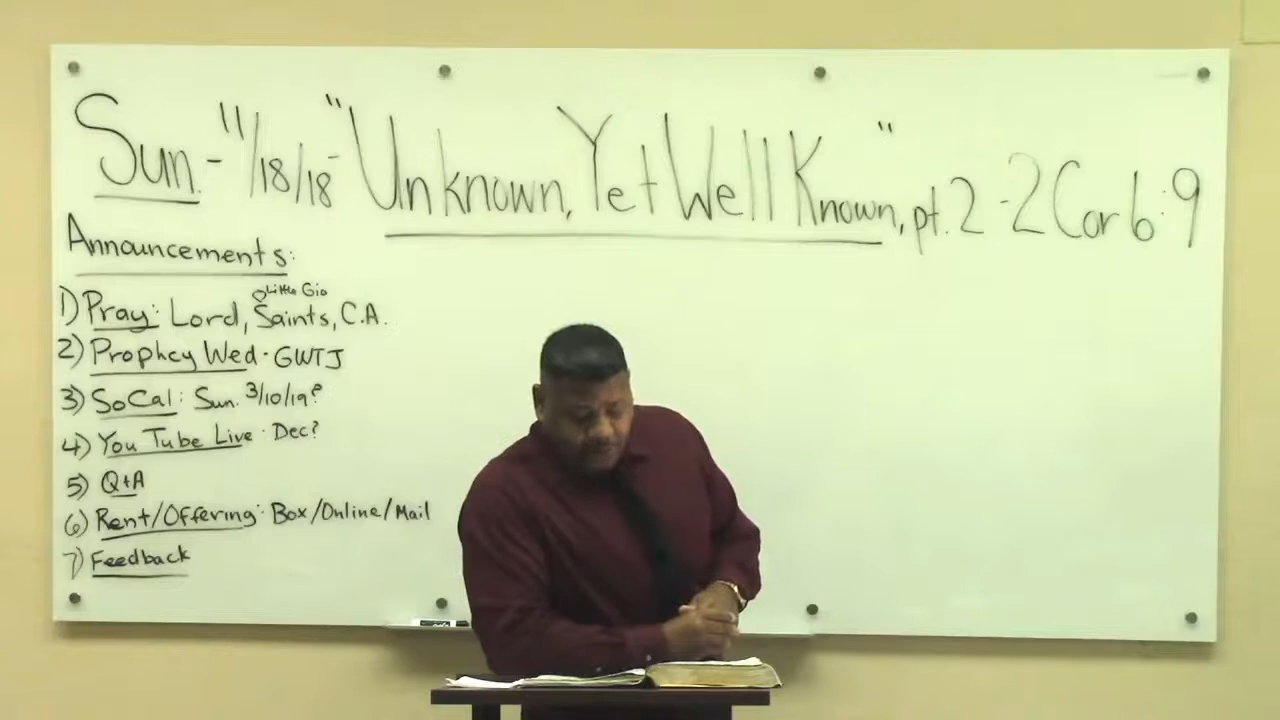 Sun. - 11/18/18 - "Unknown, Yet Well Known," pt. 2 - 2 Cor 6:9
Announcements:
Little Gio
1) Pray: Lord, Saints, C.A.
2) Prophcy Wed - GWTJ
3) SoCal: Sun. 3/10/19?
4) You Tube Live - Dec?
5) Q+A
6) Rent/Offering: Box/Online/Mail
7) Feedback